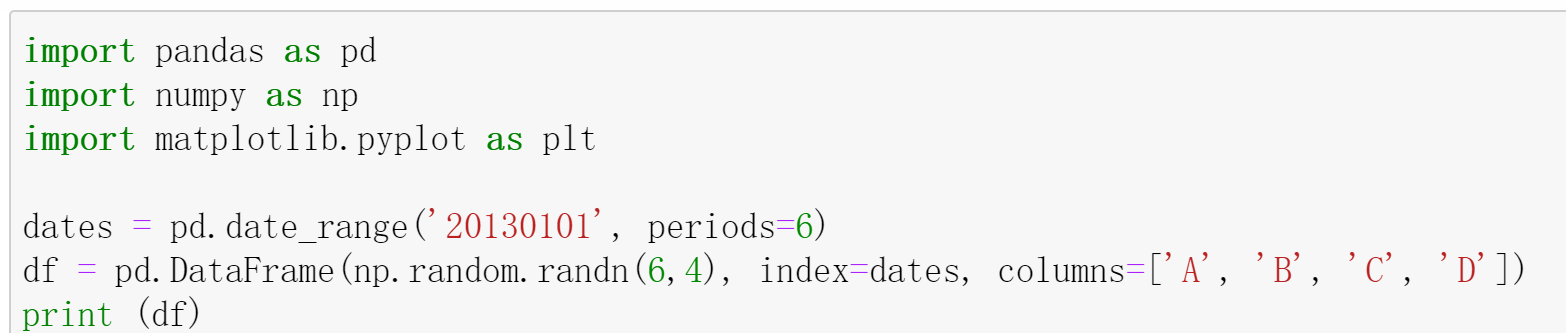 import pandas as pd
import numpy as np
import matplotlib.pyplot as plt
dates = pd.date_range('20130101', periods=6)
df = pd.DataFrame(np.random.randn(6,4), index=dates, columns=['A', 'B', 'C', 'D'])
print (df)